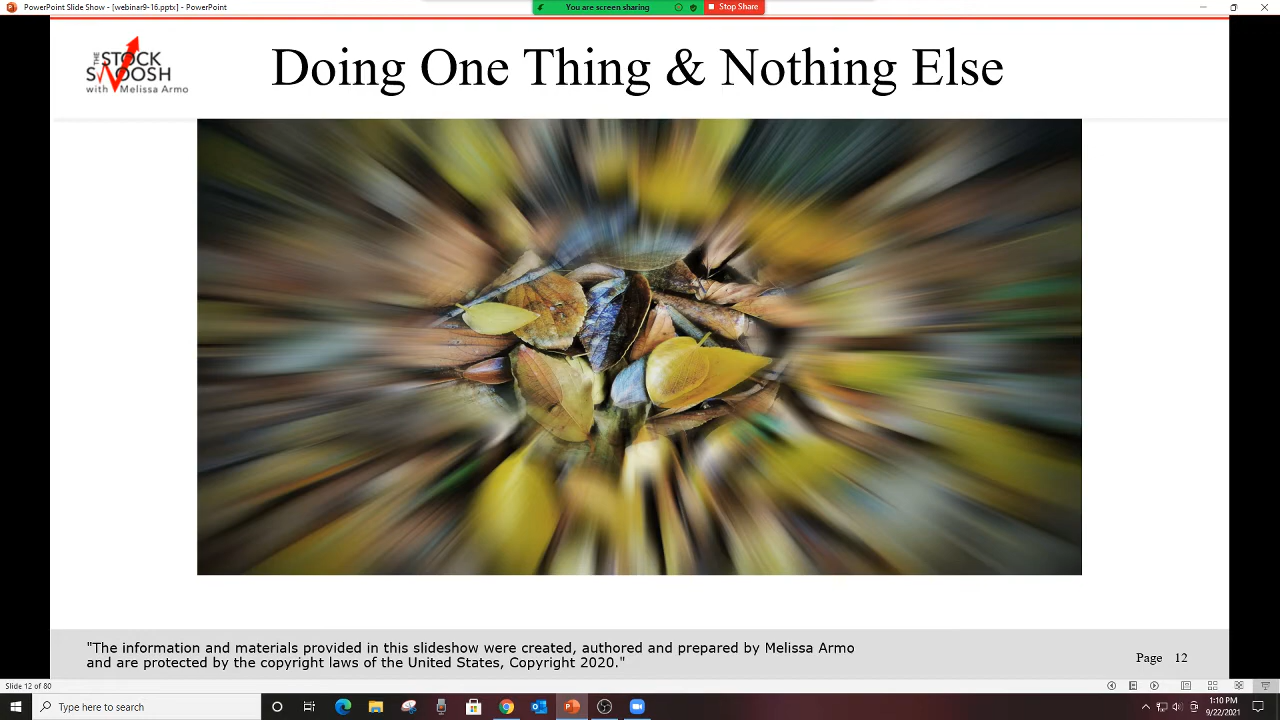 PowerPoint Slide Show - [webinar9-16.pptx] - PowerPoint
You are screen sharing
Stop Share
THE
STOCK
SWOOSH
with Melissa Armo
Doing One Thing & Nothing Else
"The information and materials provided in this slideshow were created, authored and prepared by Melissa Armo
and are protected by the copyright laws of the United States, Copyright 2020."
Page 12
Slide 12 of 80
Type here to search
1:10 PM
9/22/2021